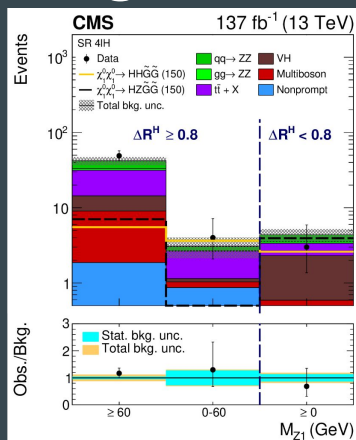 CMS 137 fb⁻¹ (13 TeV)
Events
SR 4lH
Data
qq → ZZ
VH
χ̃⁰₁χ̃⁰₁→ HHG̃G̃ (150)
gg → ZZ
Multiboson
χ̃⁰₁χ̃⁰₁→ HZG̃G̃ (150)
tt̄ + X
Nonprompt
Total bkg. unc.
10³
10²
10
1
ΔRᴴ ≥ 0.8
ΔRᴴ < 0.8
Obs./Bkg.
3
2
1
0
Stat. bkg. unc.
Total bkg. unc.
≥ 60
0-60
≥ 0
M_Z1 (GeV)